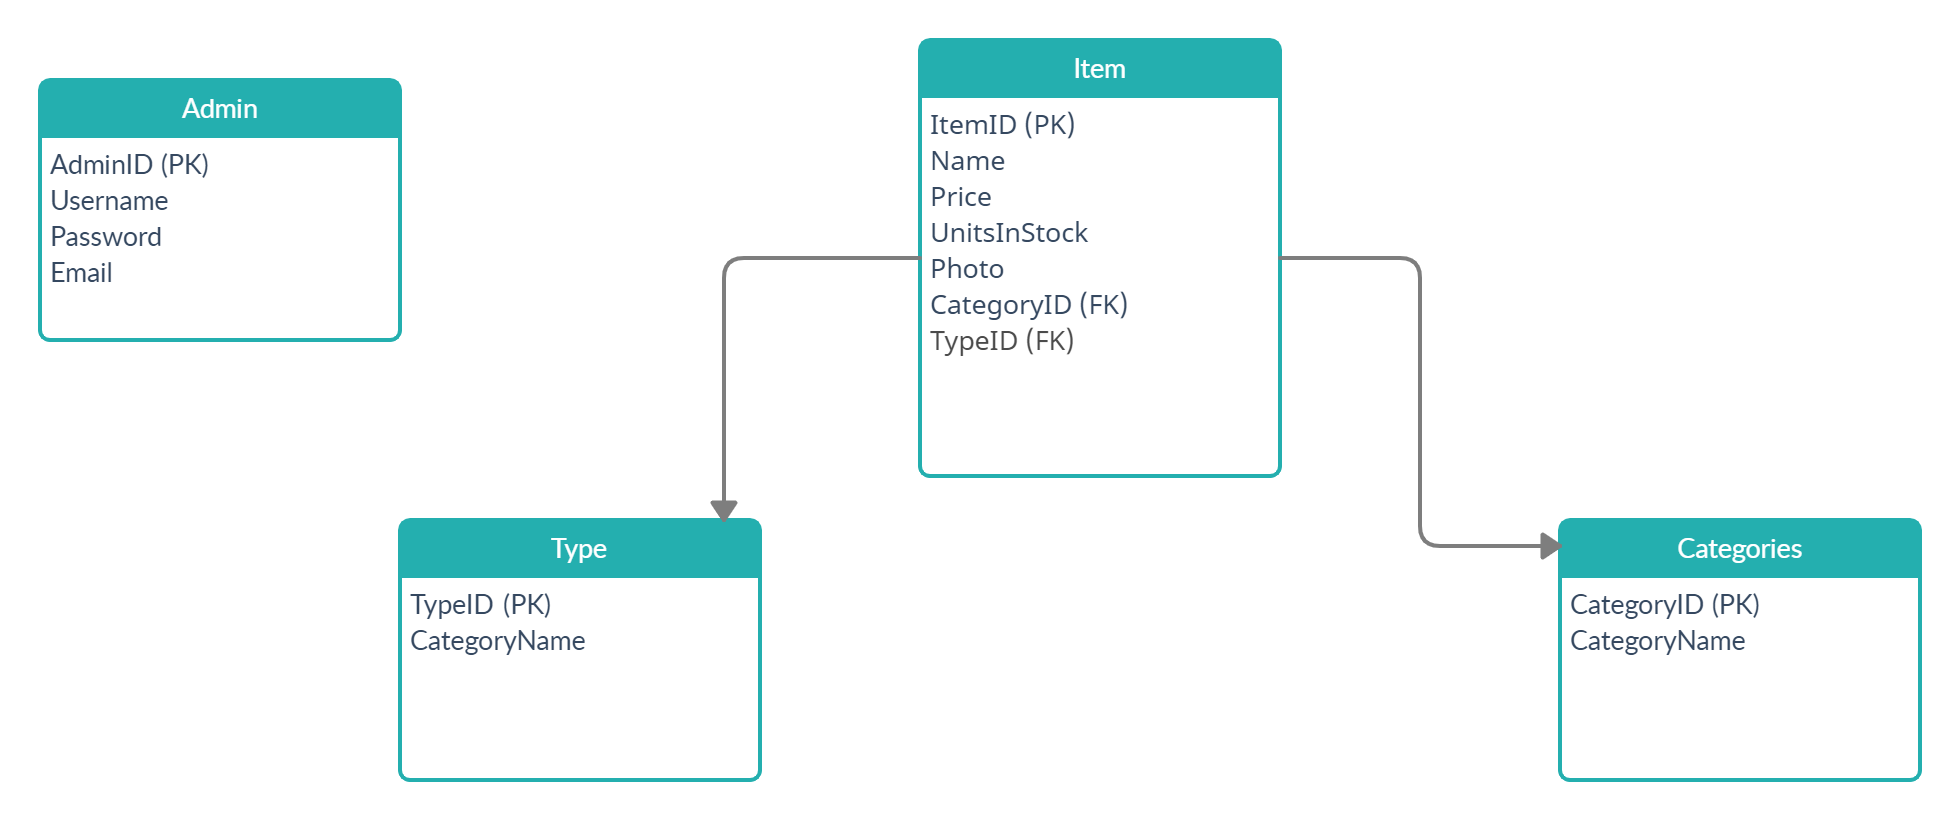 Admin
AdminID (PK)
Username
Password
Email
Item
ItemID (PK)
Name
Price
UnitsInStock
Photo
CategoryID (FK)
TypeID (FK)
Type
TypeID (PK)
CategoryName
Categories
CategoryID (PK)
CategoryName